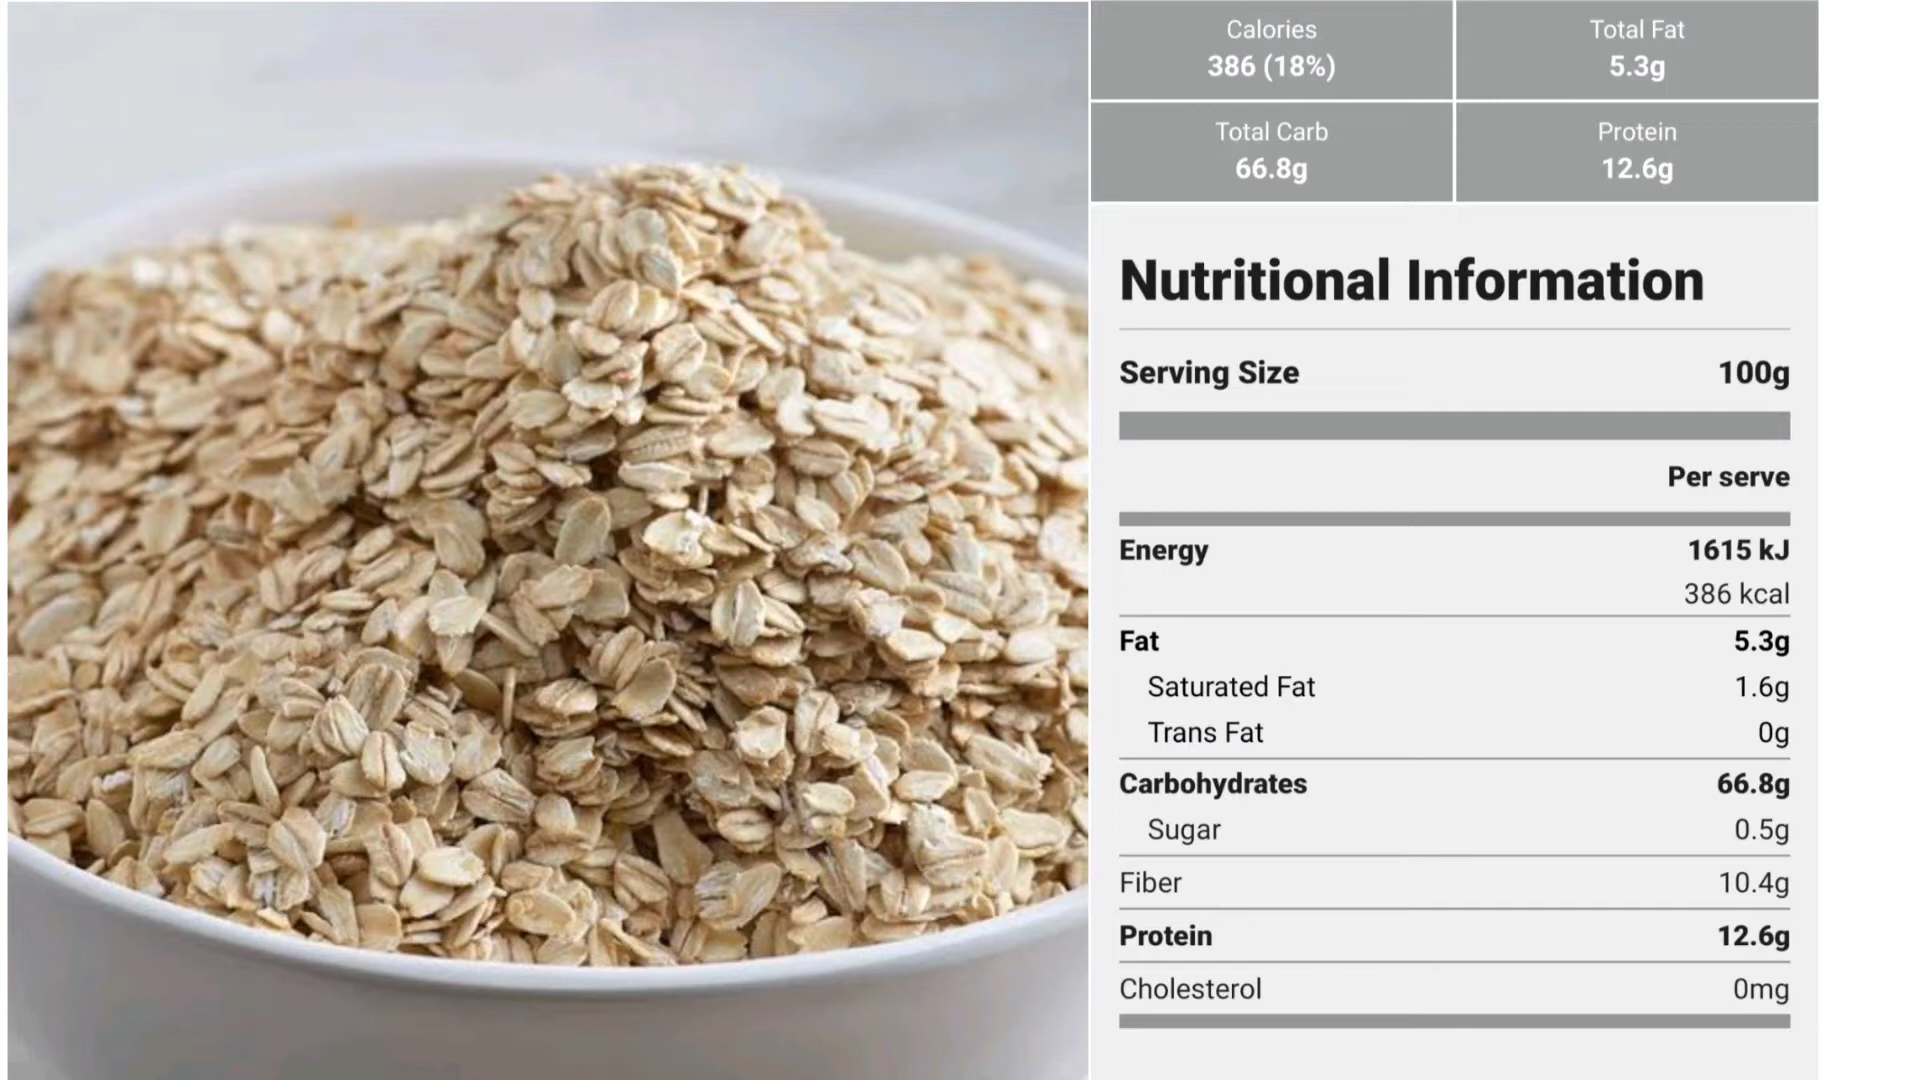 Calories
386 (18%)
Total Fat
5.3g
Total Carb
66.8g
Protein
12.6g
Nutritional Information
Serving Size 100g
Per serve
Energy 1615 kJ
386 kcal
Fat 5.3g
Saturated Fat 1.6g
Trans Fat 0g
Carbohydrates 66.8g
Sugar 0.5g
Fiber 10.4g
Protein 12.6g
Cholesterol 0mg